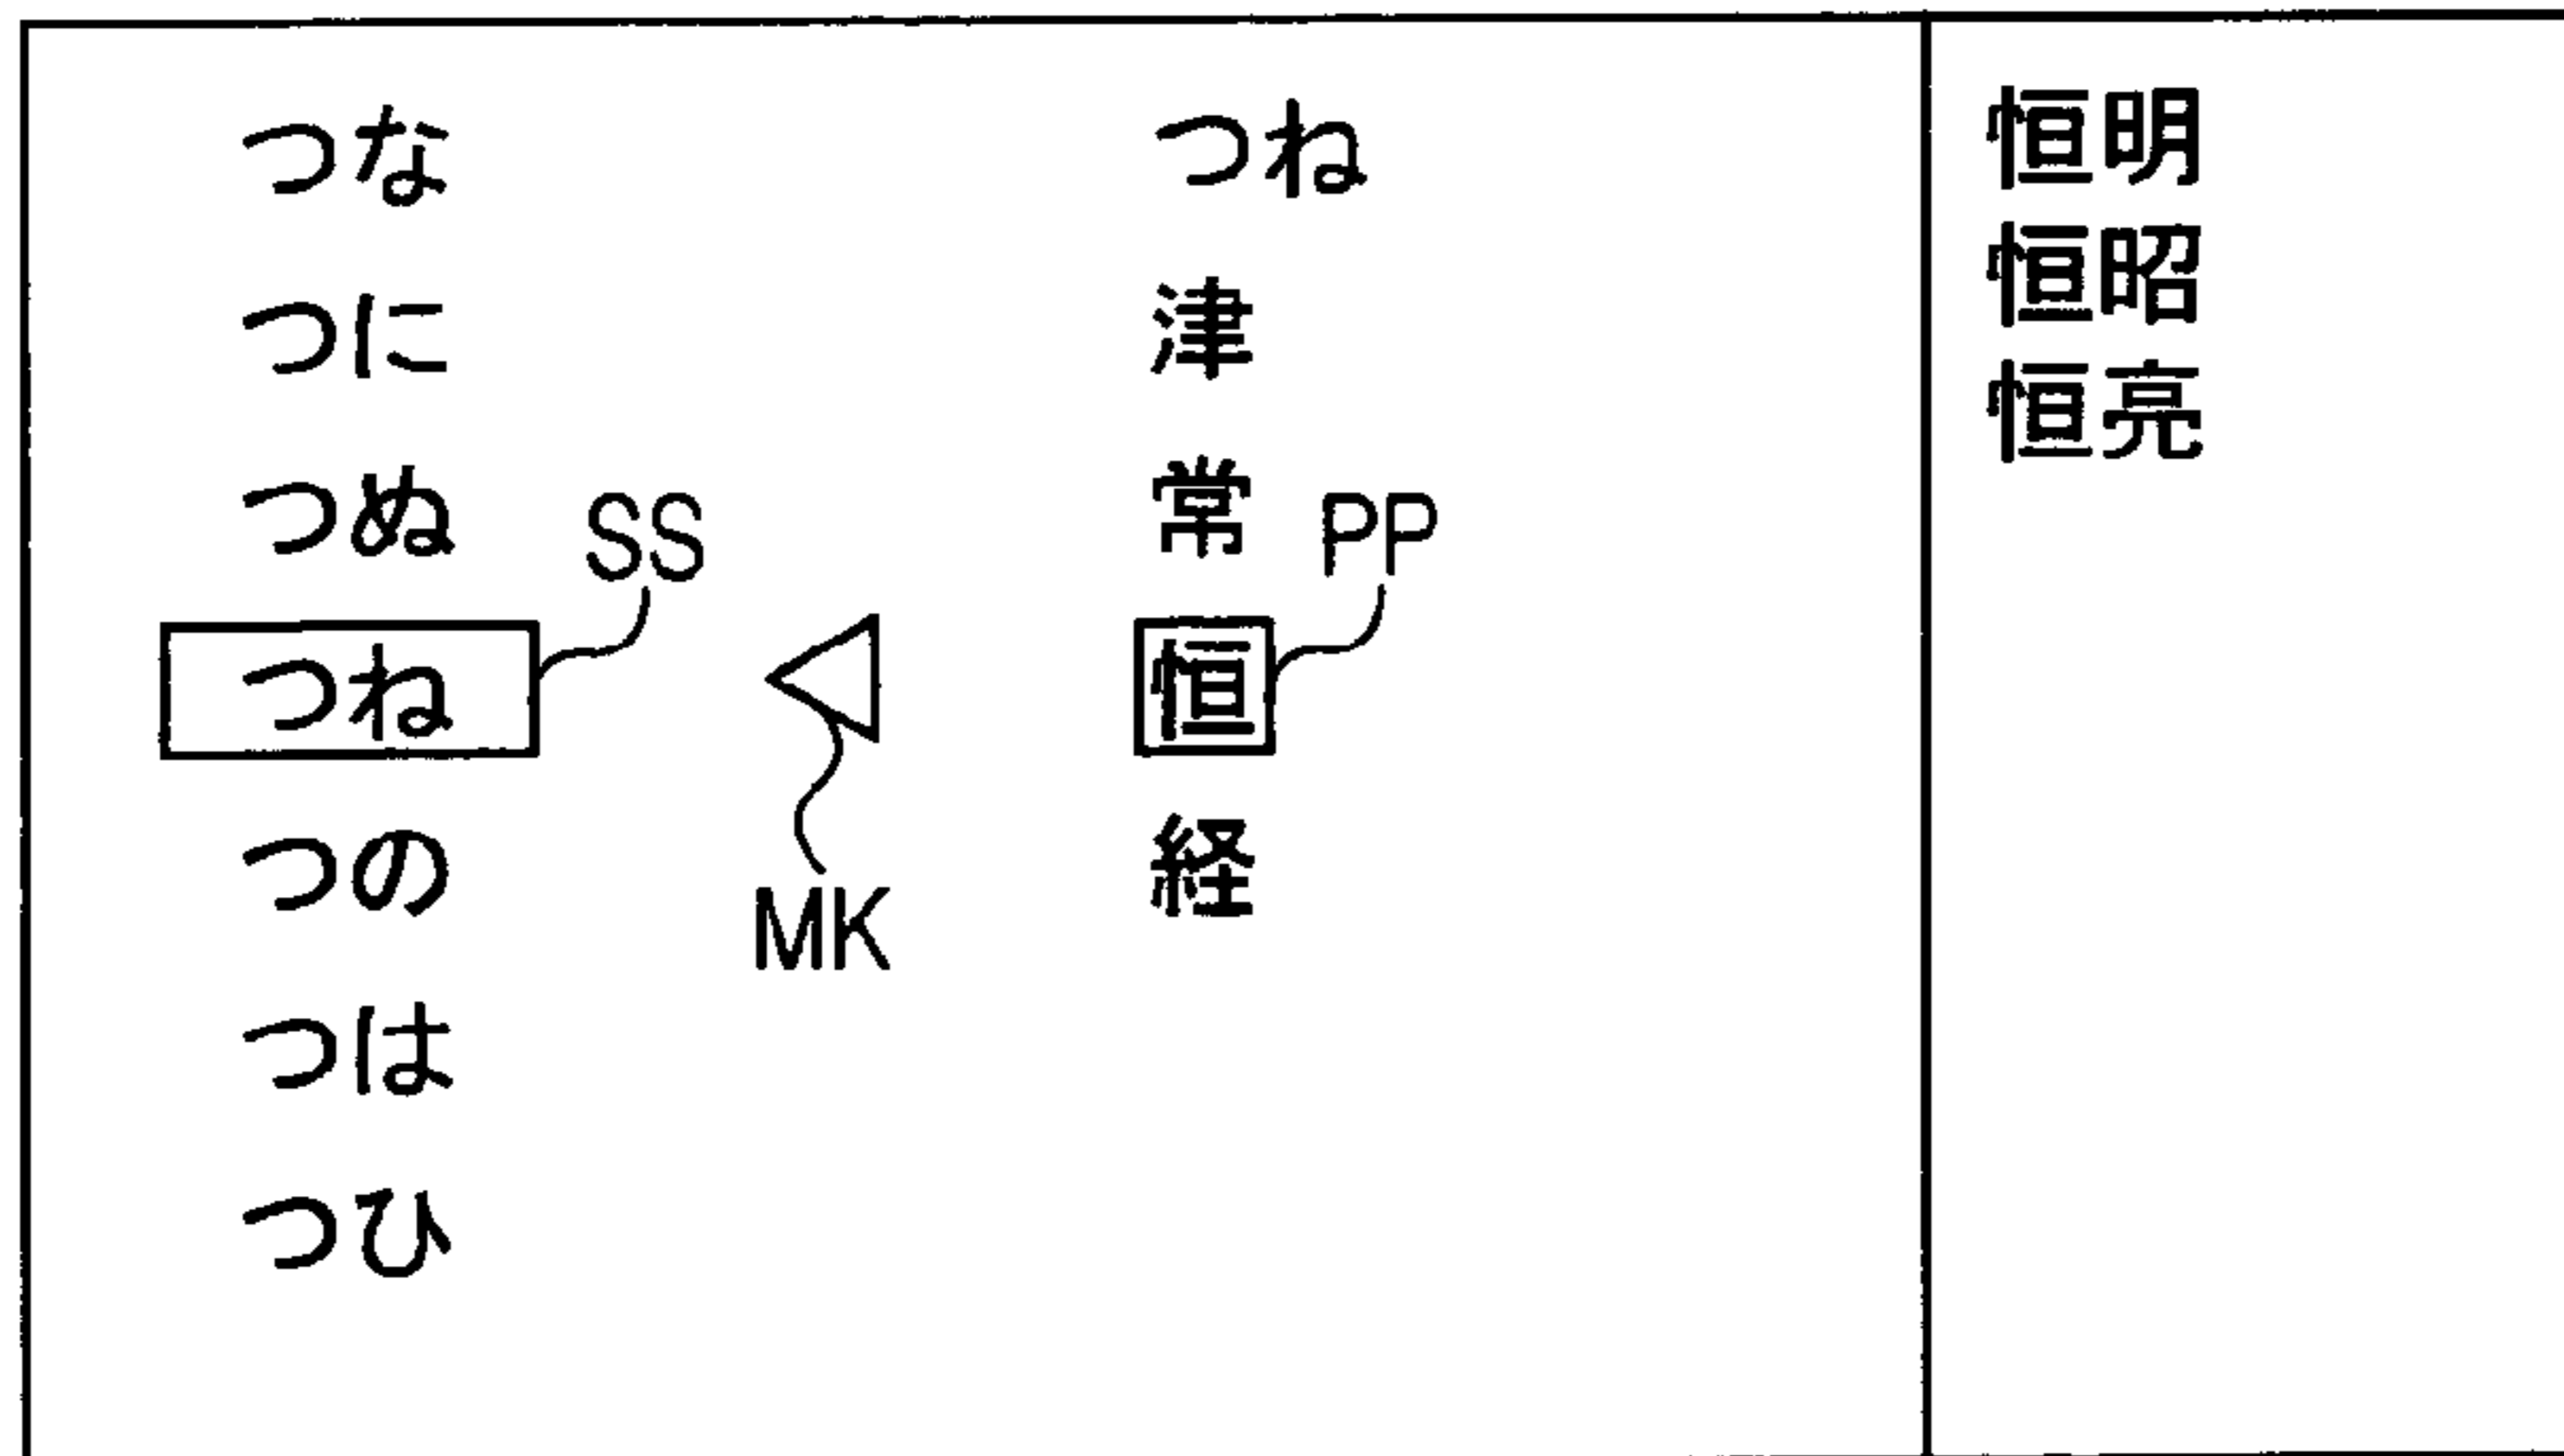 つな
つに
つぬ
SS
つね
MK
つの
つは
つひ
つね
津
常
PP
恒
経
恒明
恒昭
恒亮